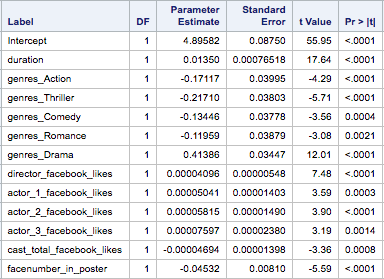 Label DF Parameter Estimate Standard Error t Value Pr > |t|
Intercept 1 4.89582 0.08750 55.95 <.0001
duration 1 0.01350 0.00076518 17.64 <.0001
genres_Action 1 -0.17117 0.03995 -4.29 <.0001
genres_Thriller 1 -0.21710 0.03803 -5.71 <.0001
genres_Comedy 1 -0.13446 0.03778 -3.56 0.0004
genres_Romance 1 -0.11959 0.03879 -3.08 0.0021
genres_Drama 1 0.41386 0.03447 12.01 <.0001
director_facebook_likes 1 0.00004096 0.00000548 7.48 <.0001
actor_1_facebook_likes 1 0.00005041 0.00001403 3.59 0.0003
actor_2_facebook_likes 1 0.00005815 0.00001490 3.90 <.0001
actor_3_facebook_likes 1 0.00007597 0.00002380 3.19 0.0014
cast_total_facebook_likes 1 -0.00004694 0.00001398 -3.36 0.0008
facenumber_in_poster 1 -0.04532 0.00810 -5.59 <.0001